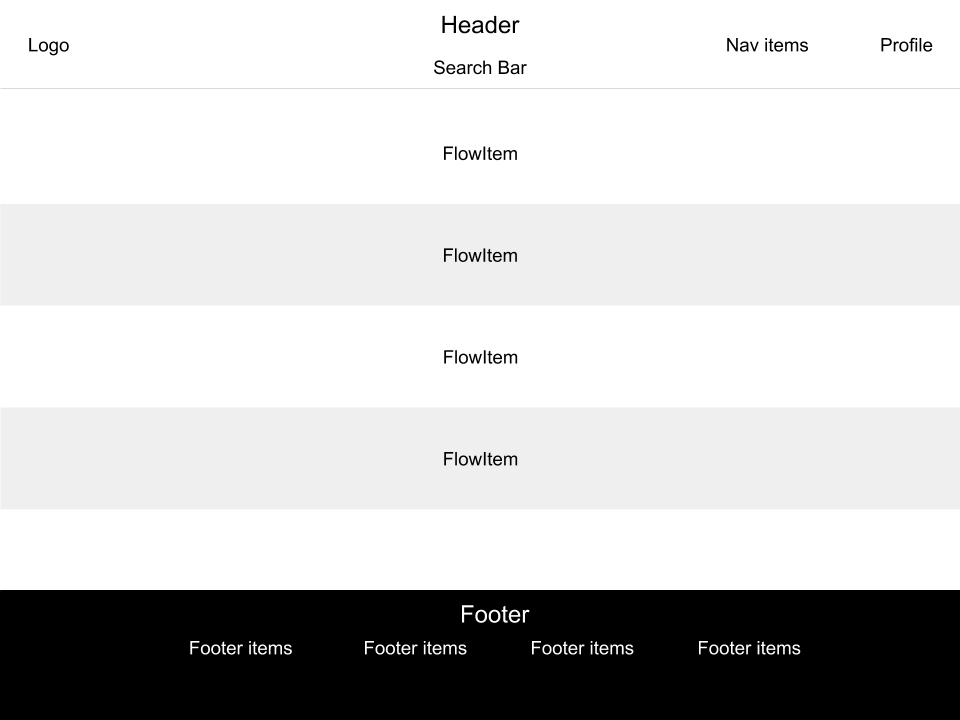 Header
Logo
Search Bar
Nav items
Profile
FlowItem
FlowItem
FlowItem
FlowItem
Footer
Footer items
Footer items
Footer items
Footer items